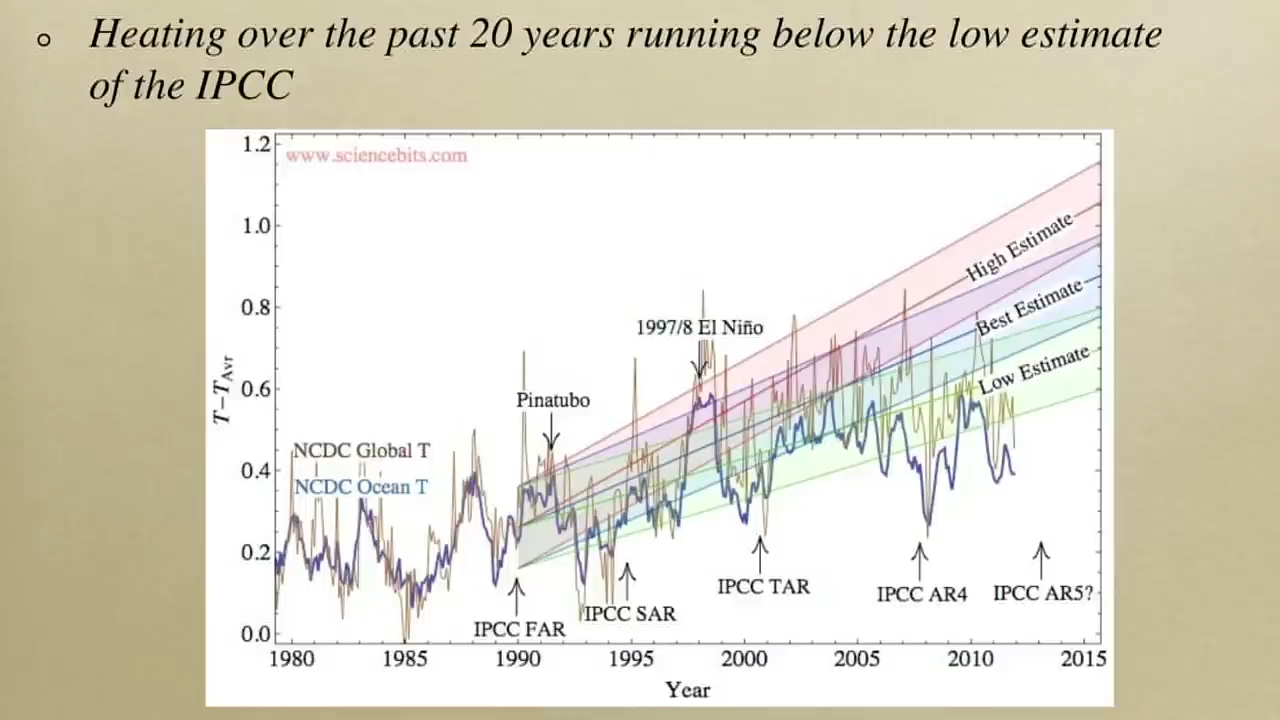 Heating over the past 20 years running below the low estimate
of the IPCC
1.2
www.sciencebits.com
1.0
High Estimate
0.8
1997/8 El Niño
Best Estimate
T-T_Avr
Low Estimate
0.6
Pinatubo
NCDC Global T
0.4
NCDC Ocean T
0.2
IPCC TAR
IPCC AR4
IPCC AR5?
IPCC SAR
IPCC FAR
0.0
1980
1985
1990
1995
2000
2005
2010
2015
Year